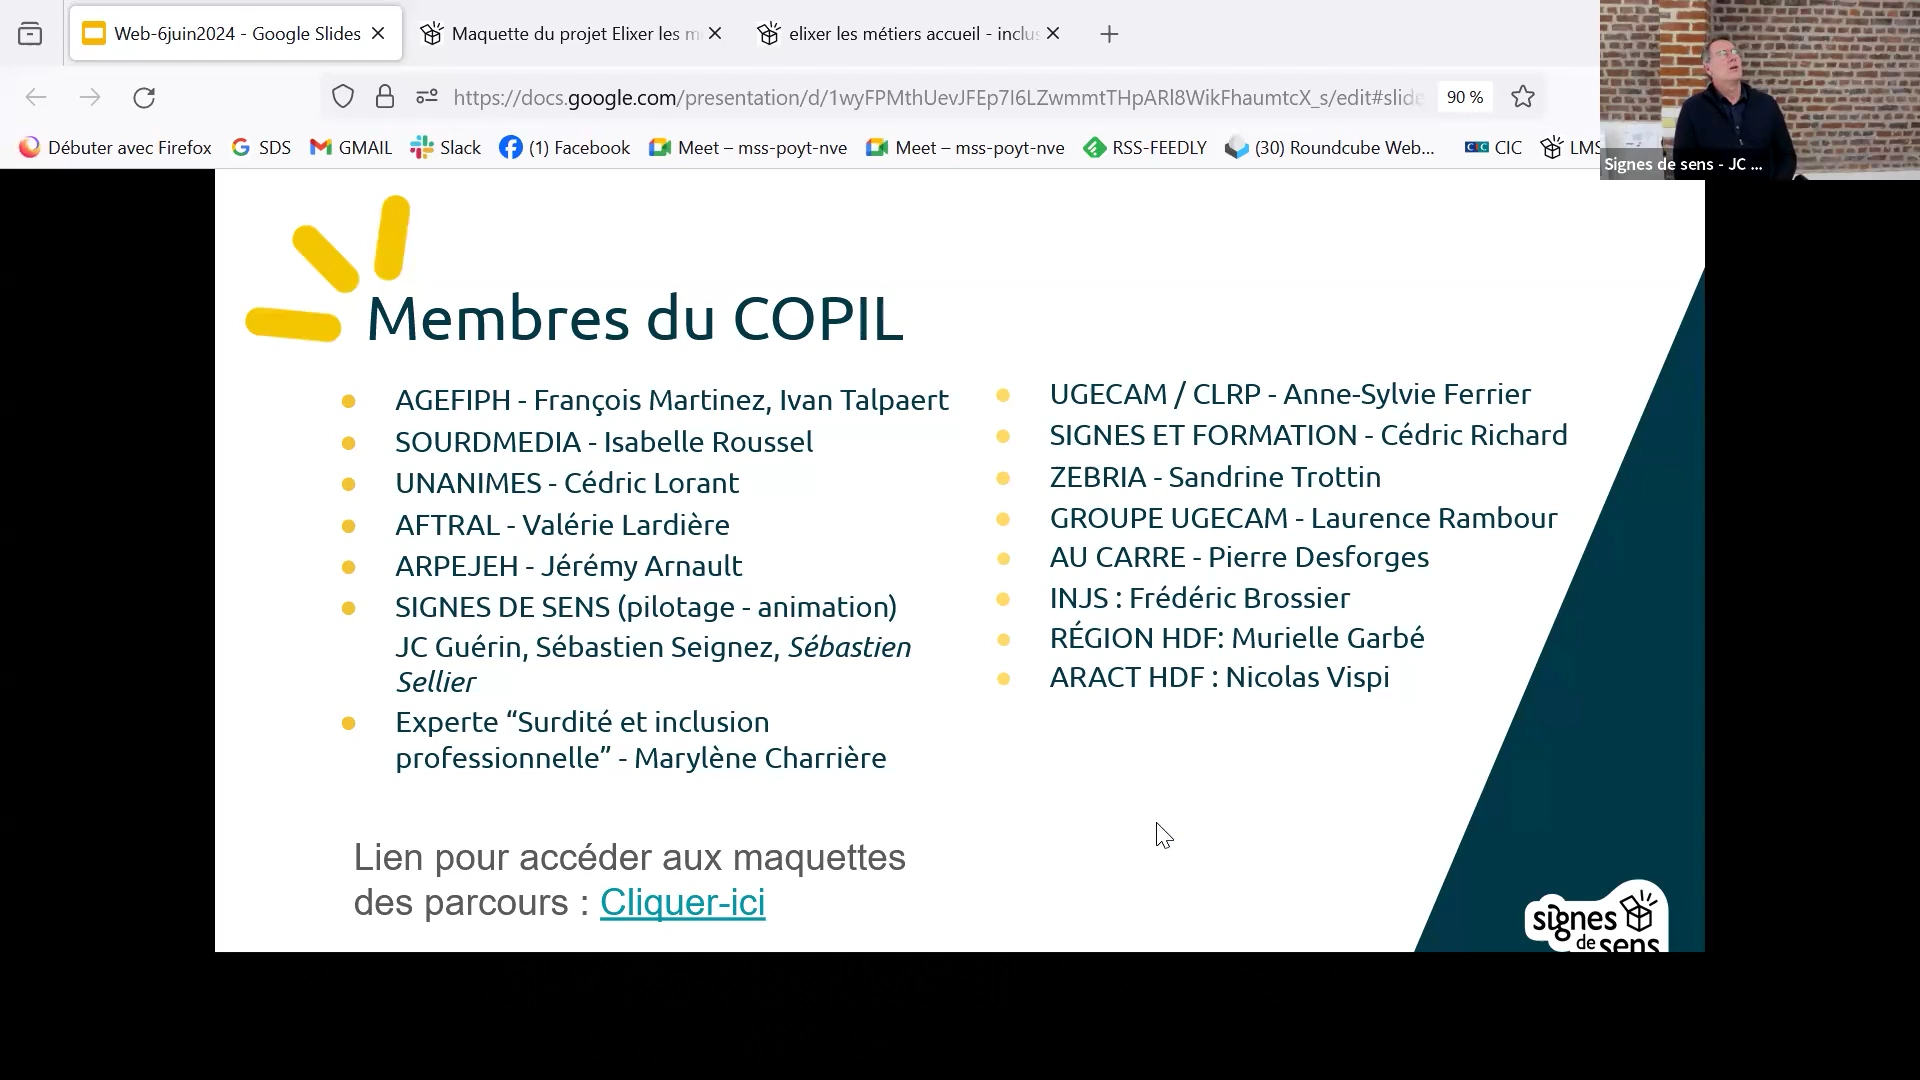 Web-6juin2024 - Google Slides
Maquette du projet Elixer les m
elixer les métiers accueil - inclus
https://docs.google.com/presentation/d/1wyFPMthUevJFEp7I6LZwmmtTHpARl8WikFhaumtcX_s/edit#slide
90 %
Débuter avec Firefox
SDS
GMAIL
Slack
(1) Facebook
Meet – mss-poyt-nve
Meet – mss-poyt-nve
RSS-FEEDLY
(30) Roundcube Web...
CIC
LMS
Signes de sens - JC ...
Membres du COPIL
AGEFIPH - François Martinez, Ivan Talpaert
SOURDMEDIA - Isabelle Roussel
UNANIMES - Cédric Lorant
AFTRAL - Valérie Lardière
ARPEJEH - Jérémy Arnault
SIGNES DE SENS (pilotage - animation)
JC Guérin, Sébastien Seignez, Sébastien
Sellier
Experte “Surdité et inclusion
professionnelle” - Marylène Charrière
UGECAM / CLRP - Anne-Sylvie Ferrier
SIGNES ET FORMATION - Cédric Richard
ZEBRIA - Sandrine Trottin
GROUPE UGECAM - Laurence Rambour
AU CARRE - Pierre Desforges
INJS : Frédéric Brossier
RÉGION HDF: Murielle Garbé
ARACT HDF : Nicolas Vispi
Lien pour accéder aux maquettes
des parcours : Cliquer-ici
signes
de sens